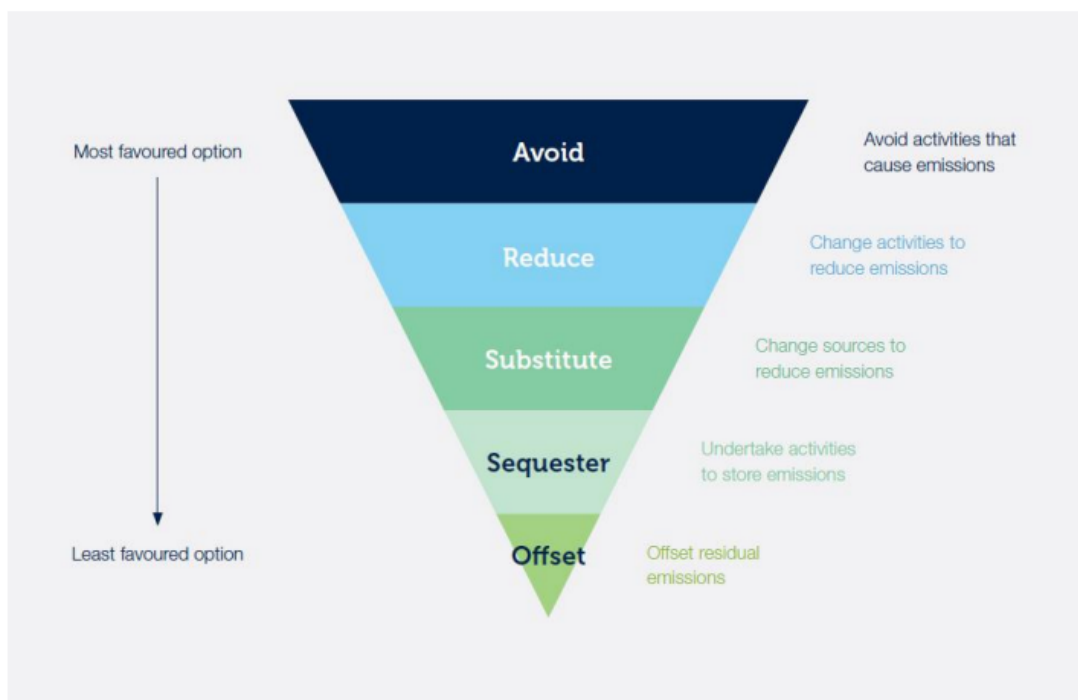 Most favoured option
Avoid
Avoid activities that
cause emissions
Reduce
Change activities to
reduce emissions
Substitute
Change sources to
reduce emissions
Sequester
Undertake activities
to store emissions
Least favoured option
Offset
Offset residual
emissions